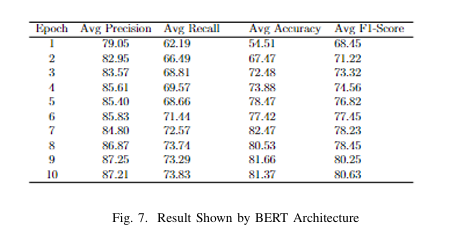 Epoch Avg Precision Avg Recall Avg Accuracy Avg F1-Score
1 79.05 62.19 54.51 68.45
2 82.95 66.49 67.47 71.22
3 83.57 68.81 72.48 73.32
4 85.61 69.57 73.88 74.56
5 85.40 68.66 78.47 76.82
6 85.83 71.44 77.42 77.45
7 84.80 72.57 82.47 78.23
8 86.87 73.74 80.53 78.45
9 87.25 73.29 81.66 80.25
10 87.21 73.83 81.37 80.63
Fig. 7. Result Shown by BERT Architecture